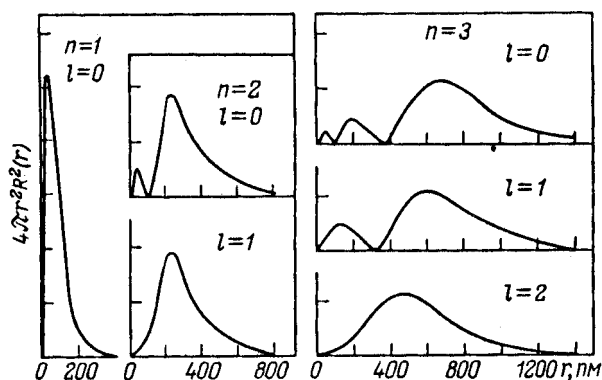 4πr²R²(r)
n=1
l=0
n=2
l=0
l=1
n=3
l=0
l=1
l=2
0 200
0 400 800
0 400 800 1200 r, нм